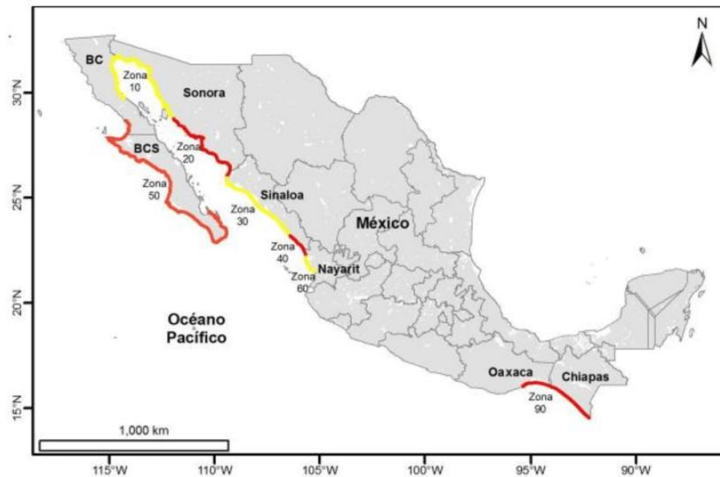 N
BC
Zona
10
Sonora
30°N
Zona
20
BCS
Zona
50
Sinaloa
25°N
Zona
30
México
Zona
40
Nayarit
Zona
60
20°N
Océano
Pacífico
Oaxaca
Chiapas
Zona
90
15°N
1,000 km
115°W
110°W
105°W
100°W
95°W
90°W